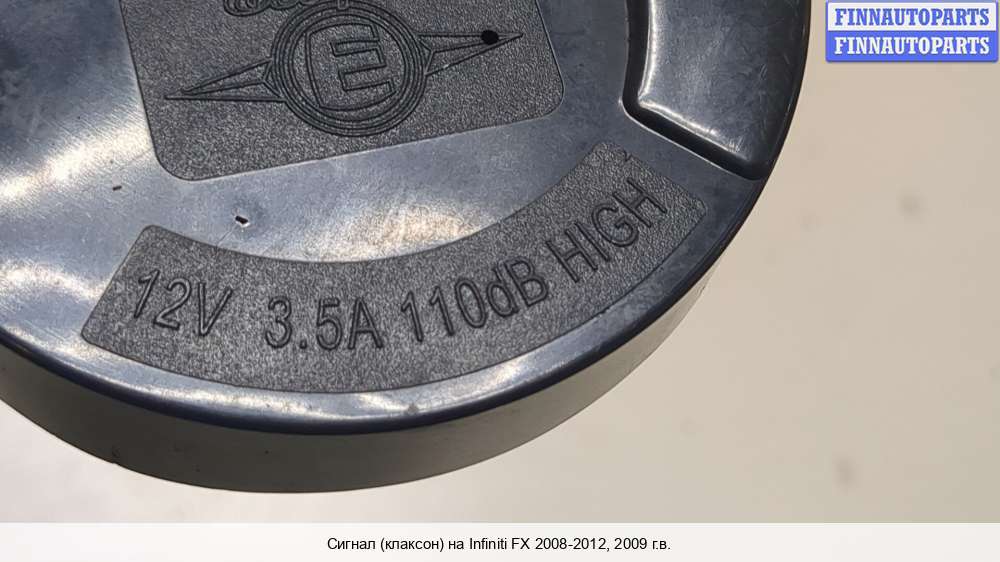 FINNAUTOPARTS
FINNAUTOPARTS
E
12V 3.5A 110dB HIGH
Сигнал (клаксон) на Infiniti FX 2008-2012, 2009 г.в.